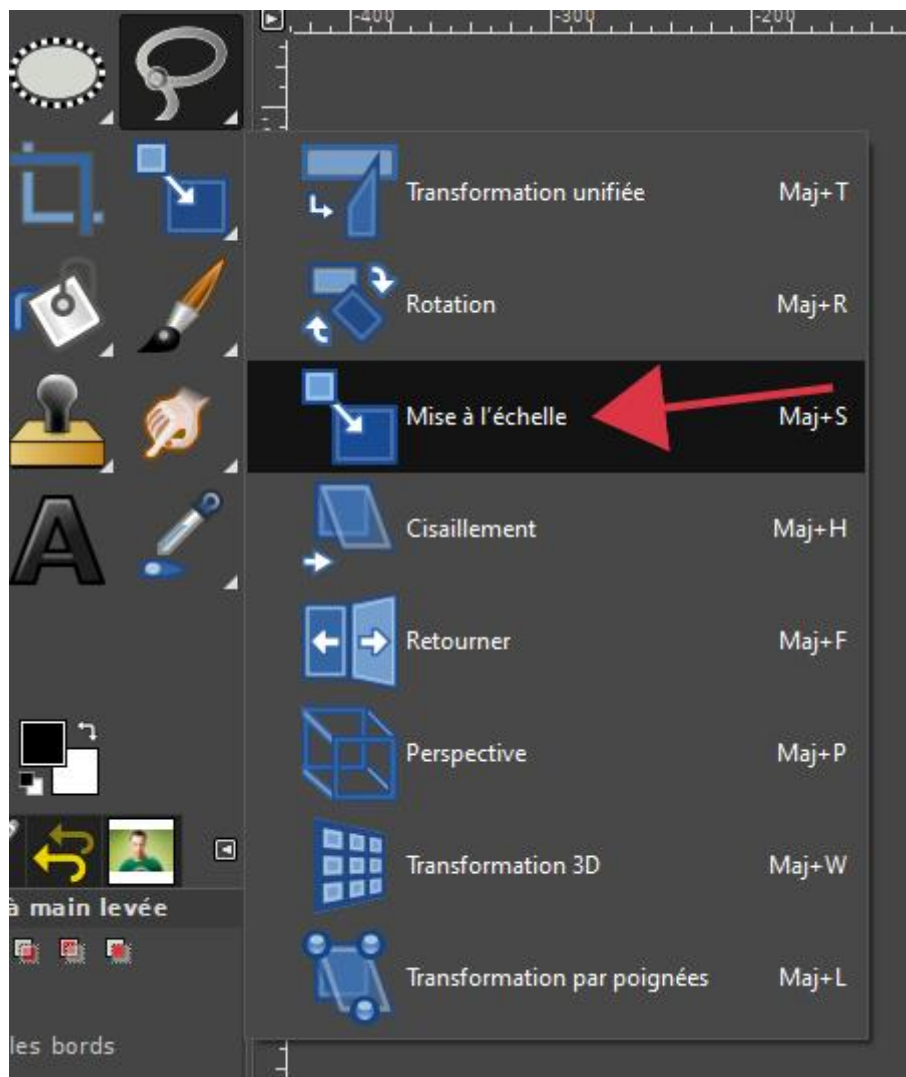 -400 -300 -200
Transformation unifiée Maj+T
Rotation Maj+R
Mise à l'échelle Maj+S
Cisaillement Maj+H
Retourner Maj+F
Perspective Maj+P
Transformation 3D Maj+W
à main levée
Transformation par poignées Maj+L
les bords